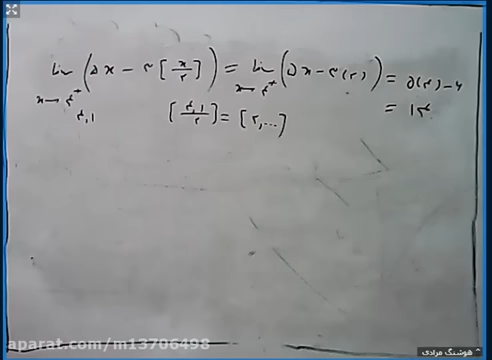 lim (۵x − ۳[x/۲]) = lim (۵x − ۳(۲)) = ۵(۴) − ۶
x→۴⁺ x→۴⁺ = ۱۴
۴,۱ [۴,۱/۲] = [۲,...]
aparat.com/m13706498
هوشنگ مرادی